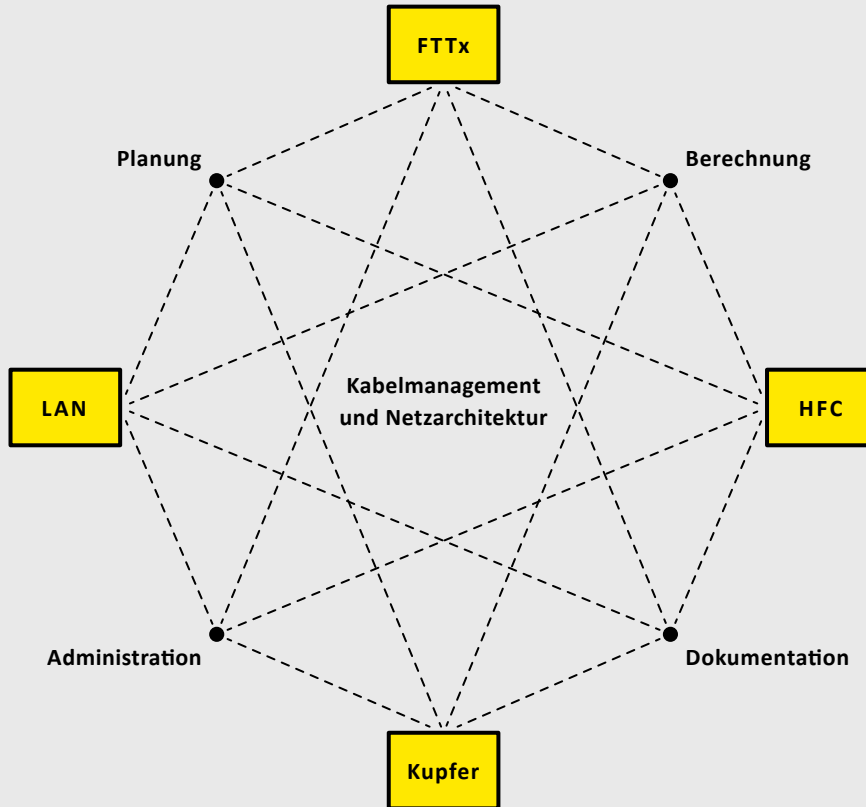 FTTx
Planung
Berechnung
LAN
Kabelmanagement
und Netzarchitektur
HFC
Administration
Dokumentation
Kupfer